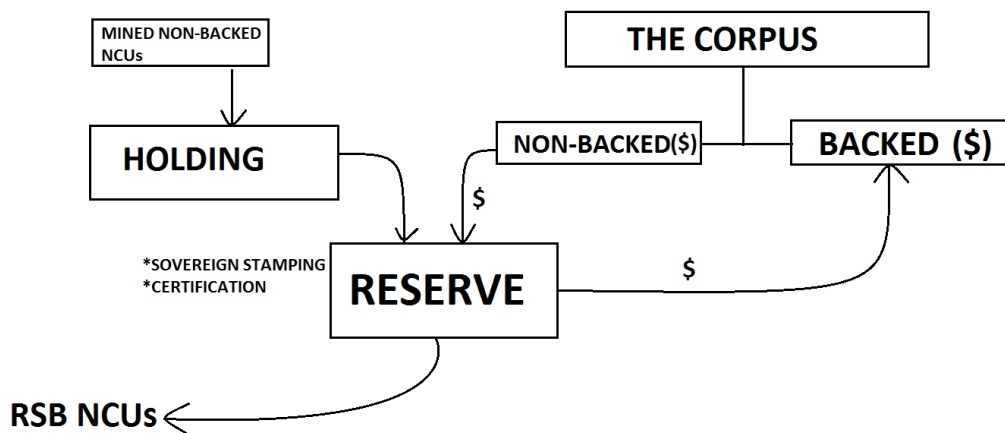 MINED NON-BACKED
NCUs
THE CORPUS
HOLDING
NON-BACKED($)
BACKED ($)
$
*SOVEREIGN STAMPING
*CERTIFICATION
RESERVE
$
RSB NCUs